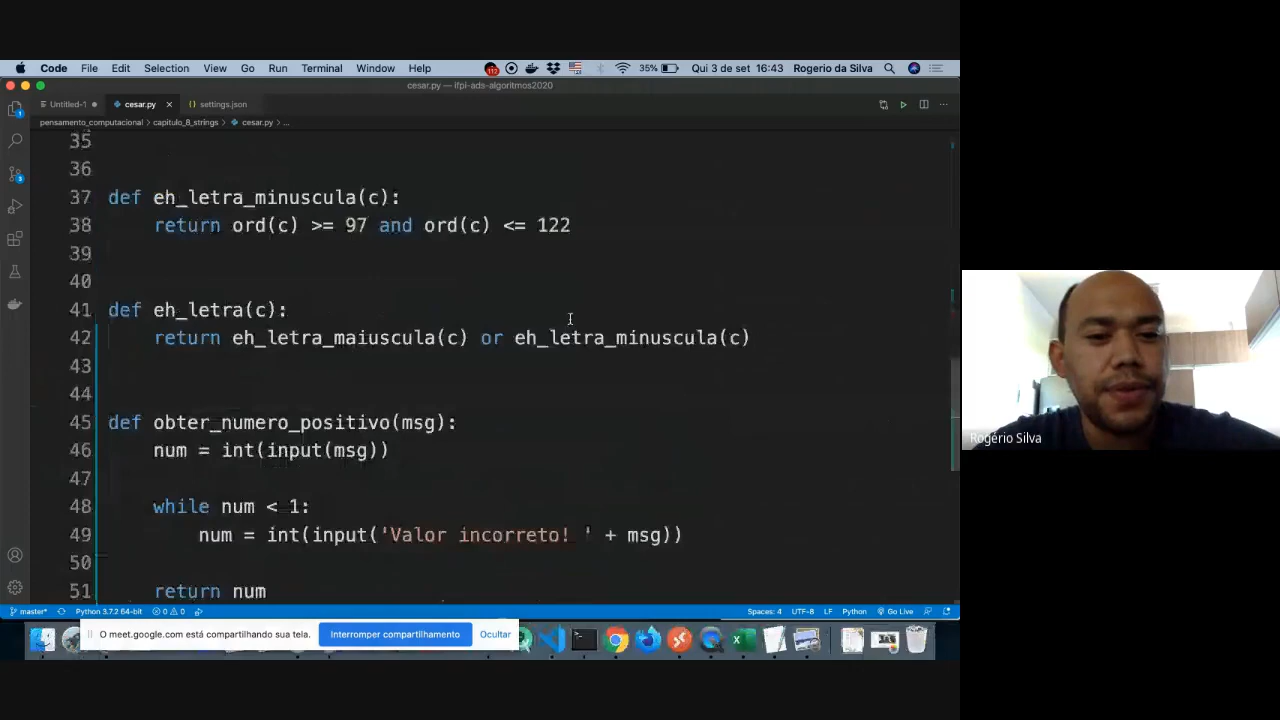 Code File Edit Selection View Go Run Terminal Window Help 35% Qui 3 de set 16:43 Rogerio da Silva
cesar.py — ifpi-ads-algoritmos2020
Untitled-1 cesar.py settings.json
pensamento_computacional > capitulo_8_strings > cesar.py > ...
35
36
37 def eh_letra_minuscula(c):
38 return ord(c) >= 97 and ord(c) <= 122
39
40
41 def eh_letra(c):
42 return eh_letra_maiuscula(c) or eh_letra_minuscula(c)
43
44
45 def obter_numero_positivo(msg):
46 num = int(input(msg))
47
48 while num < 1:
49 num = int(input('Valor incorreto! ' + msg))
50
51 return num
Rogério Silva
master* Python 3.7.2 64-bit 0 0 Spaces: 4 UTF-8 LF Python Go Live
O meet.google.com está compartilhando sua tela. Interromper compartilhamento Ocultar